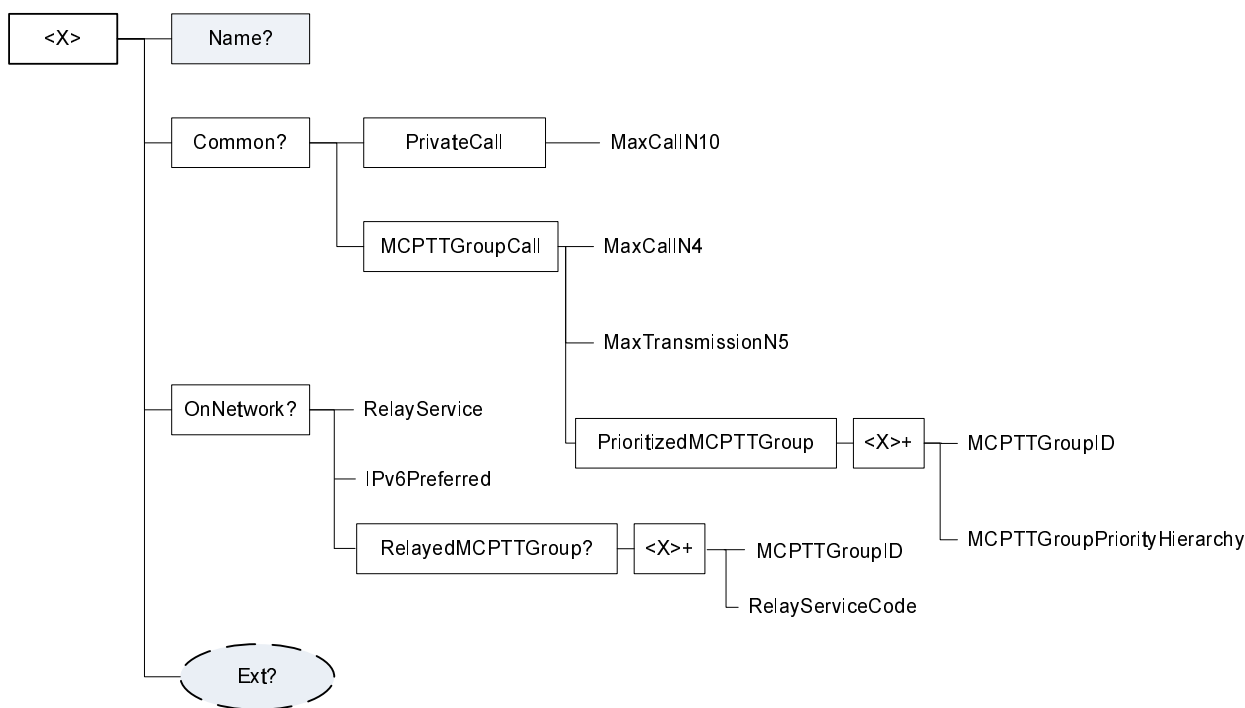 <X>
Name?
Common?
PrivateCall
MaxCallN10
MCPTTGroupCall
MaxCallN4
MaxTransmissionN5
OnNetwork?
RelayService
PrioritizedMCPTTGroup
<X>+
MCPTTGroupID
IPv6Preferred
MCPTTGroupPriorityHierarchy
RelayedMCPTTGroup?
<X>+
MCPTTGroupID
RelayServiceCode
Ext?